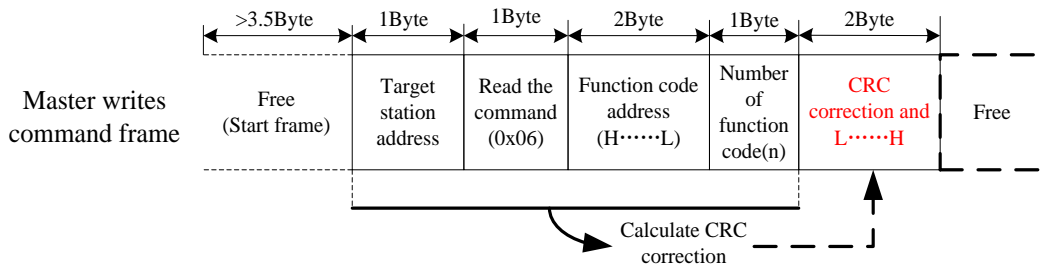 >3.5Byte 1Byte 1Byte 2Byte 1Byte 2Byte
Master writes
command frame
Free
(Start frame)
Target
station
address
Read the
command
(0x06)
Function code
address
(H······L)
Number
of
function
code(n)
CRC
correction and
L······H
Free
Calculate CRC
correction